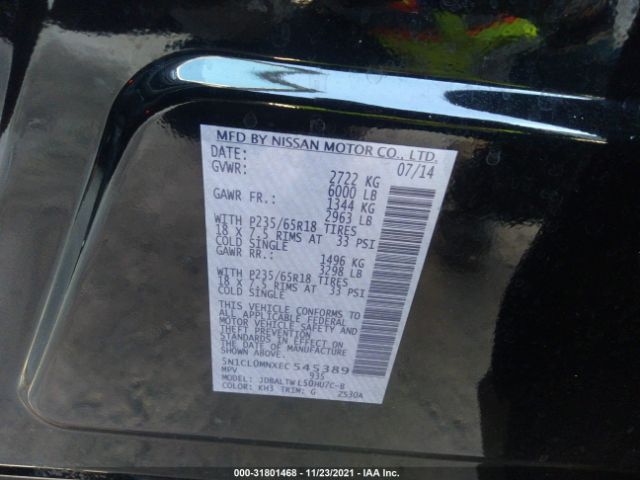 MFD BY NISSAN MOTOR CO., LTD.
DATE: 07/14
GVWR: 2722 KG
6000 LB
GAWR FR.: 1344 KG
2963 LB
WITH P235/65R18 TIRES
18 X 7.5 RIMS AT 33 PSI
COLD SINGLE
GAWR RR.: 1496 KG
3298 LB
WITH P235/65R18 TIRES
18 X 7.5 RIMS AT 33 PSI
COLD SINGLE
THIS VEHICLE CONFORMS TO
ALL APPLICABLE FEDERAL
MOTOR VEHICLE SAFETY AND
THEFT PREVENTION
STANDARDS IN EFFECT ON
THE DATE OF MANUFACTURE
SHOWN ABOVE.
5N1CL0MNXEC545389
MPV 935
MODEL: JDBALTWL50HU7C-B
COLOR: KH3 TRIM: G ZS30A
000-31801468 - 11/23/2021 - IAA Inc.